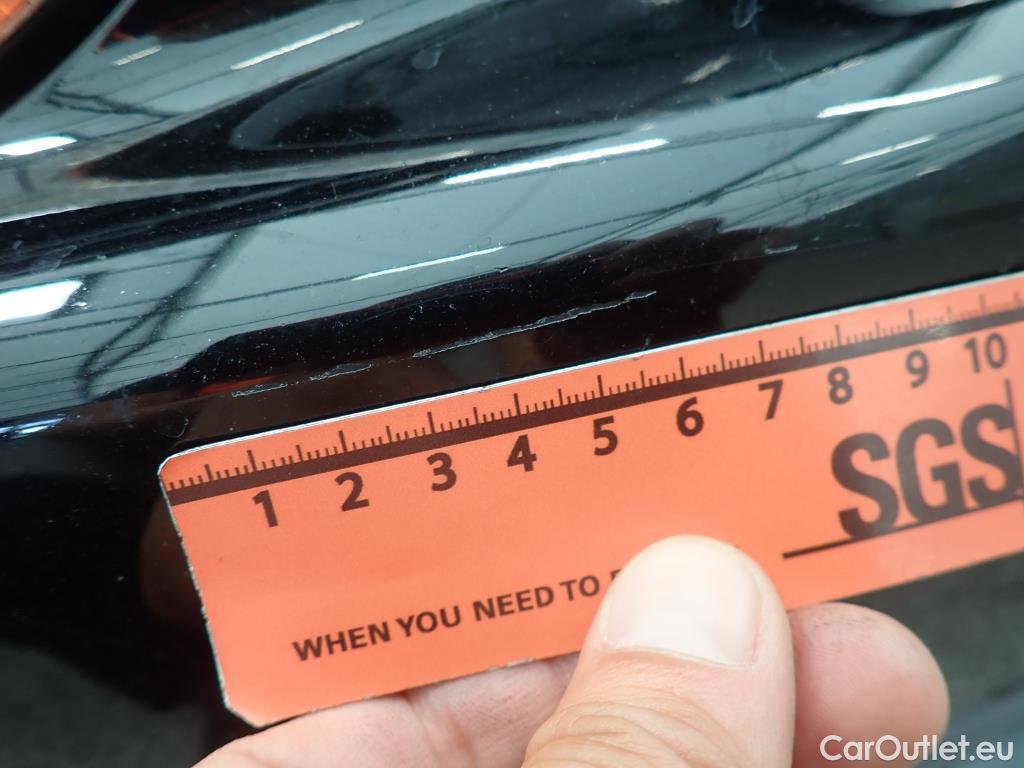 1 2 3 4 5 6 7 8 9 10
SGS
WHEN YOU NEED TO
CarOutlet.eu